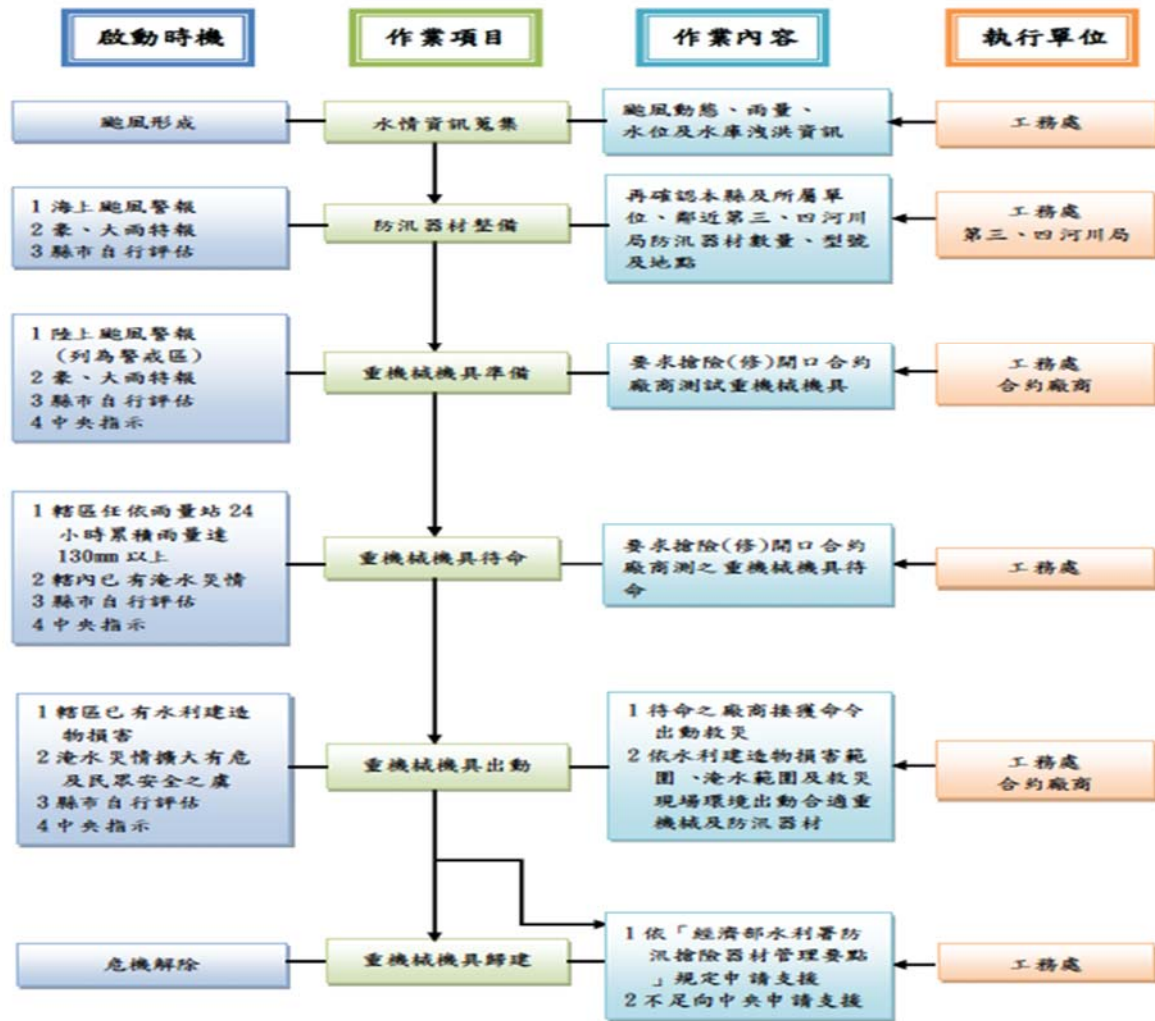 啟動時機
作業項目
作業內容
執行單位
颱風形成
水情資訊蒐集
颱風動態、雨量、
水位及水庫洩洪資訊
工務處
1 海上颱風警報
2 豪、大雨特報
3 縣市自行評估
防汛器材整備
再確認本縣及所屬單
位、鄰近第三、四河川
局防汛器材數量、型號
及地點
工務處
第三、四河川局
1 陸上颱風警報
(列為警戒區)
2 豪、大雨特報
3 縣市自行評估
4 中央指示
重機械機具準備
要求搶險(修)開口合約
廠商測試重機械機具
工務處
合約廠商
1 轄區任依雨量站 24
小時累積雨量達
130mm 以上
2 轄內已有淹水災情
3 縣市自行評估
4 中央指示
重機械機具待命
要求搶險(修)開口合約
廠商測之重機械機具待
命
工務處
1 轄區已有水利建造
物損害
2 淹水災情擴大有危
及民眾安全之虞
3 縣市自行評估
4 中央指示
重機械機具出動
1 待命之廠商接獲命令
出動救災
2 依水利建造物損害範
圍、淹水範圍及救災
現場環境出動合適重
機械及防汛器材
工務處
合約廠商
危機解除
重機械機具歸建
1 依「經濟部水利署防
汛搶險器材管理要點
」規定申請支援
2 不足向中央申請支援
工務處